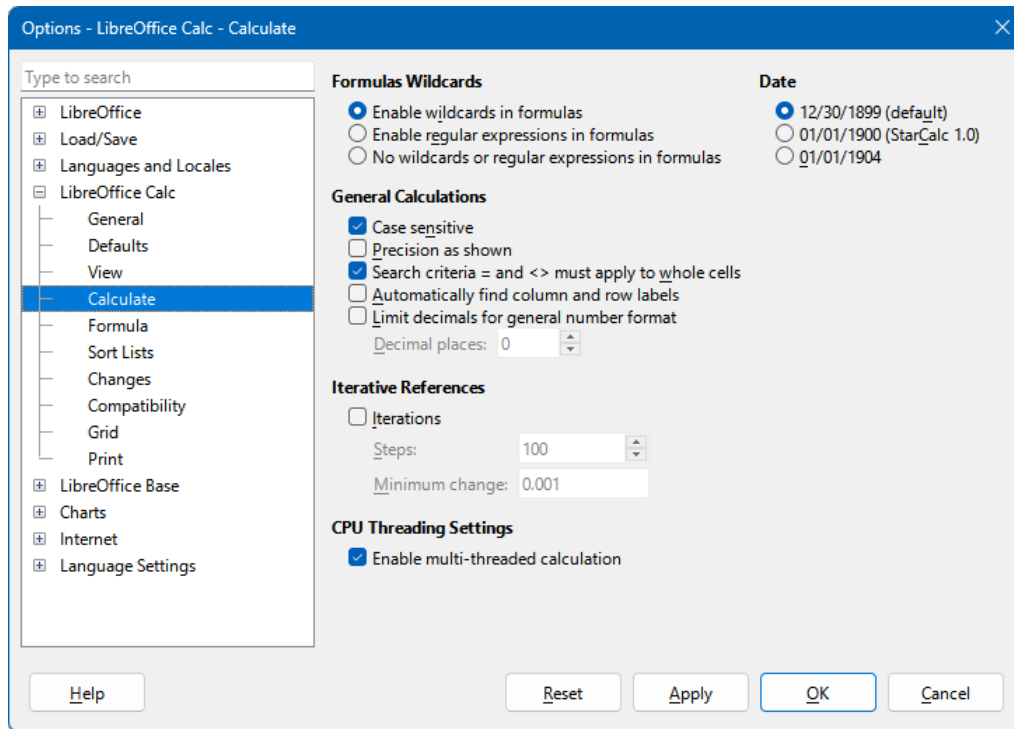 Options - LibreOffice Calc - Calculate
Type to search
LibreOffice
Load/Save
Languages and Locales
LibreOffice Calc
General
Defaults
View
Calculate
Formula
Sort Lists
Changes
Compatibility
Grid
Print
LibreOffice Base
Charts
Internet
Language Settings
Formulas Wildcards
Enable wildcards in formulas
Enable regular expressions in formulas
No wildcards or regular expressions in formulas
Date
12/30/1899 (default)
01/01/1900 (StarCalc 1.0)
01/01/1904
General Calculations
Case sensitive
Precision as shown
Search criteria = and <> must apply to whole cells
Automatically find column and row labels
Limit decimals for general number format
Decimal places: 0
Iterative References
Iterations
Steps: 100
Minimum change: 0.001
CPU Threading Settings
Enable multi-threaded calculation
Help
Reset
Apply
OK
Cancel